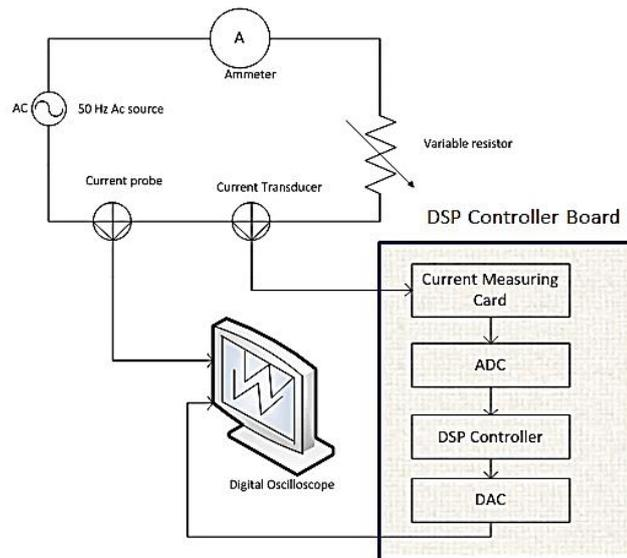 A
Ammeter
AC
50 Hz Ac source
Variable resistor
Current probe
Current Transducer
DSP Controller Board
Current Measuring
Card
ADC
DSP Controller
DAC
Digital Oscilloscope